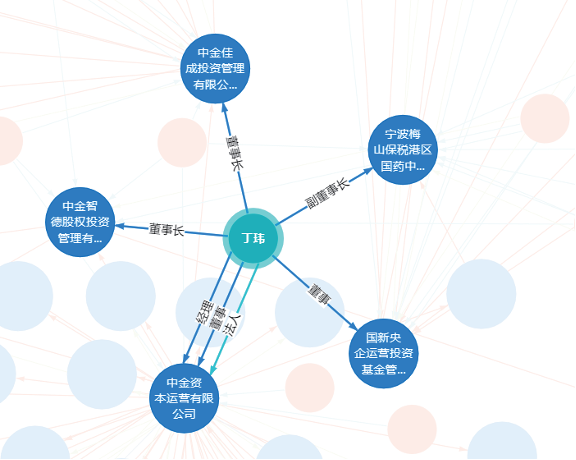 中金佳
成投资管理
有限公...
董事长
宁波梅
山保税港区
国药中...
副董事长
中金智
德股权投资
管理有...
董事长
丁玮
经理
董事
法人
董事
国新央
企运营投资
基金管...
中金资
本运营有限
公司